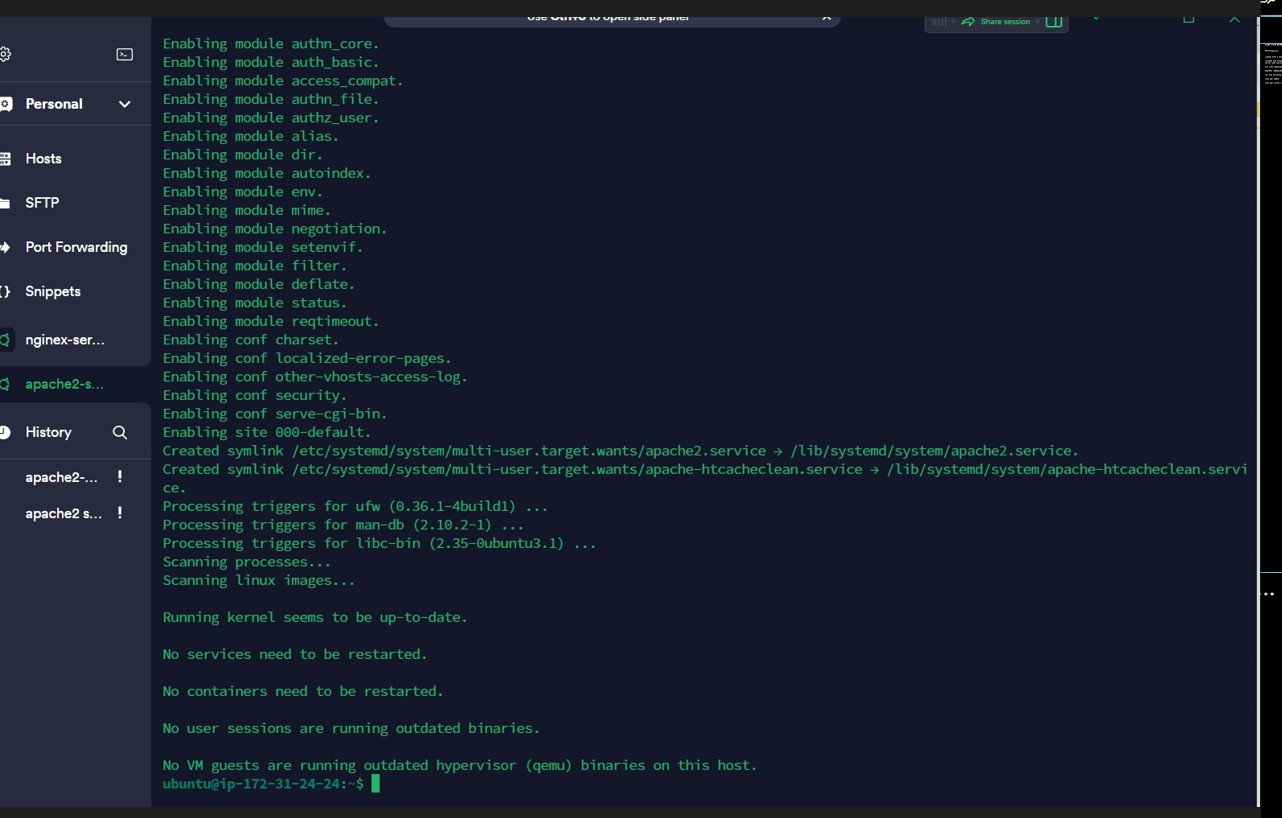 Use Ctrl+J to open side panel
Share session
Personal
Hosts
SFTP
Port Forwarding
Snippets
nginex-ser...
apache2-s...
History
apache2-... !
apache2 s... !
Enabling module authn_core.
Enabling module auth_basic.
Enabling module access_compat.
Enabling module authn_file.
Enabling module authz_user.
Enabling module alias.
Enabling module dir.
Enabling module autoindex.
Enabling module env.
Enabling module mime.
Enabling module negotiation.
Enabling module setenvif.
Enabling module filter.
Enabling module deflate.
Enabling module status.
Enabling module reqtimeout.
Enabling conf charset.
Enabling conf localized-error-pages.
Enabling conf other-vhosts-access-log.
Enabling conf security.
Enabling conf serve-cgi-bin.
Enabling site 000-default.
Created symlink /etc/systemd/system/multi-user.target.wants/apache2.service → /lib/systemd/system/apache2.service.
Created symlink /etc/systemd/system/multi-user.target.wants/apache-htcacheclean.service → /lib/systemd/system/apache-htcacheclean.servi
ce.
Processing triggers for ufw (0.36.1-4build1) ...
Processing triggers for man-db (2.10.2-1) ...
Processing triggers for libc-bin (2.35-0ubuntu3.1) ...
Scanning processes...
Scanning linux images...
Running kernel seems to be up-to-date.
No services need to be restarted.
No containers need to be restarted.
No user sessions are running outdated binaries.
No VM guests are running outdated hypervisor (qemu) binaries on this host.
ubuntu@ip-172-31-24-24:~$